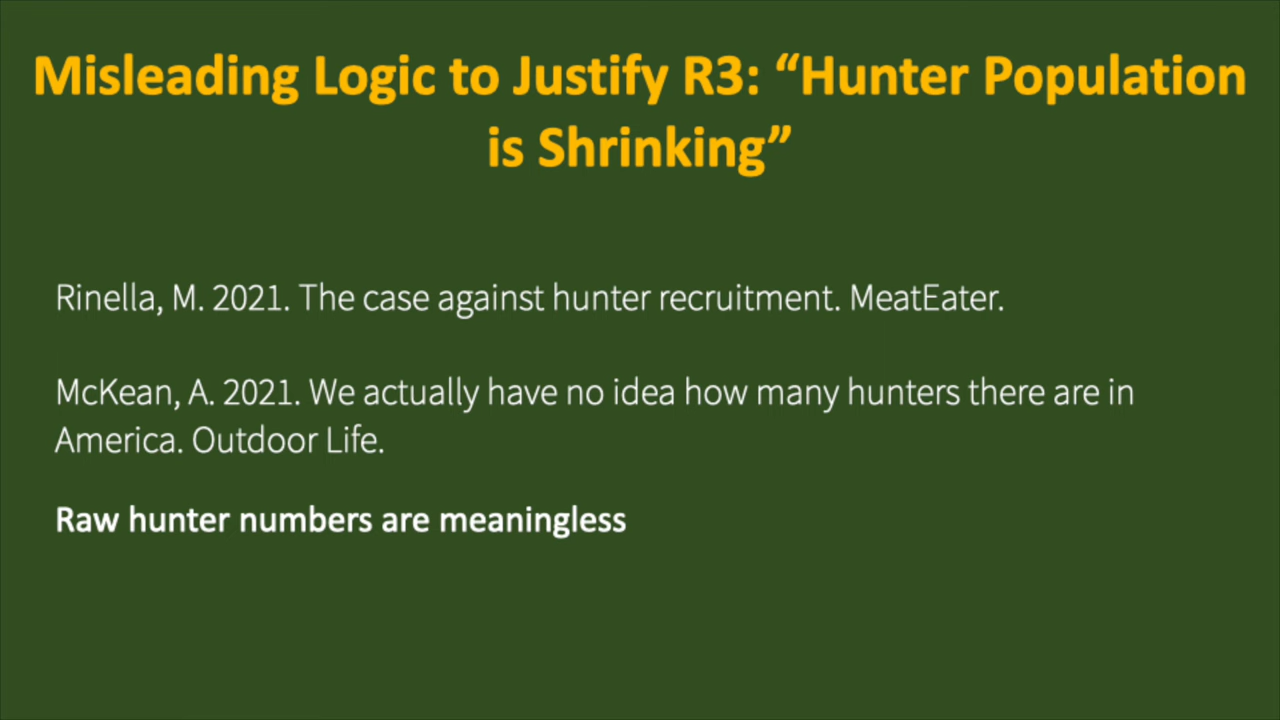 Misleading Logic to Justify R3: “Hunter Population
is Shrinking”
Rinella, M. 2021. The case against hunter recruitment. MeatEater.
McKean, A. 2021. We actually have no idea how many hunters there are in
America. Outdoor Life.
Raw hunter numbers are meaningless